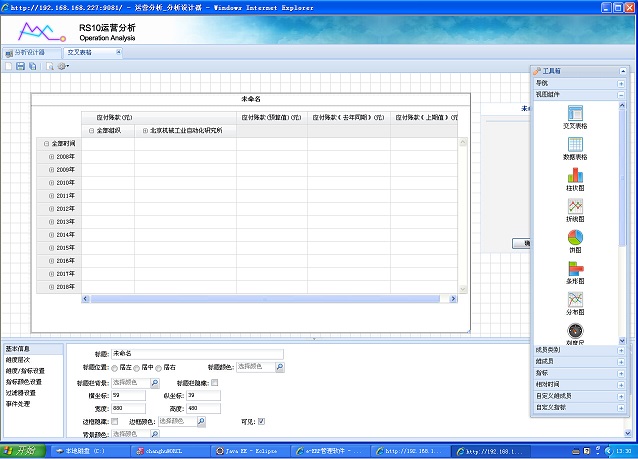 http://192.168.168.227:9081/ - 运营分析_分析设计器 - Windows Internet Explorer
RS10运营分析
Operation Analysis
分析设计器 交叉表格
未命名
应付账款(元) 应付账款(预算值)(元 应付账款(去年同期)(元) 应付账款(上期值)(元
全部组织 北京机械工业自动化研究所
全部时间
2008年
2009年
2010年
2011年
2012年
2013年
2014年
2015年
2016年
2017年
2018年
工具箱
导航
视图组件
交叉表格
数据表格
柱状图
折线图
饼图
条形图
分布图
刻度尺
成员类别
维成员
指标
相对时间
自定义维成员
自定义指标
基本信息
维度层次
维度/指标设置
指标颜色设置
过滤器设置
事件处理
标题: 未命名
标题位置: 居左 居中 居右 标题颜色: 选择颜色
标题栏背景: 选择颜色 标题栏隐藏:
横坐标: 59 纵坐标: 39
宽度: 880 高度: 480
边框隐藏: 边框颜色: 选择颜色 可见:
背景颜色: 选择颜色
开始 本地磁盘 (C:) Java EE - Eclipse e-ERP管理软件 - ... http://192.168.1... http://192.168.1... 13:30